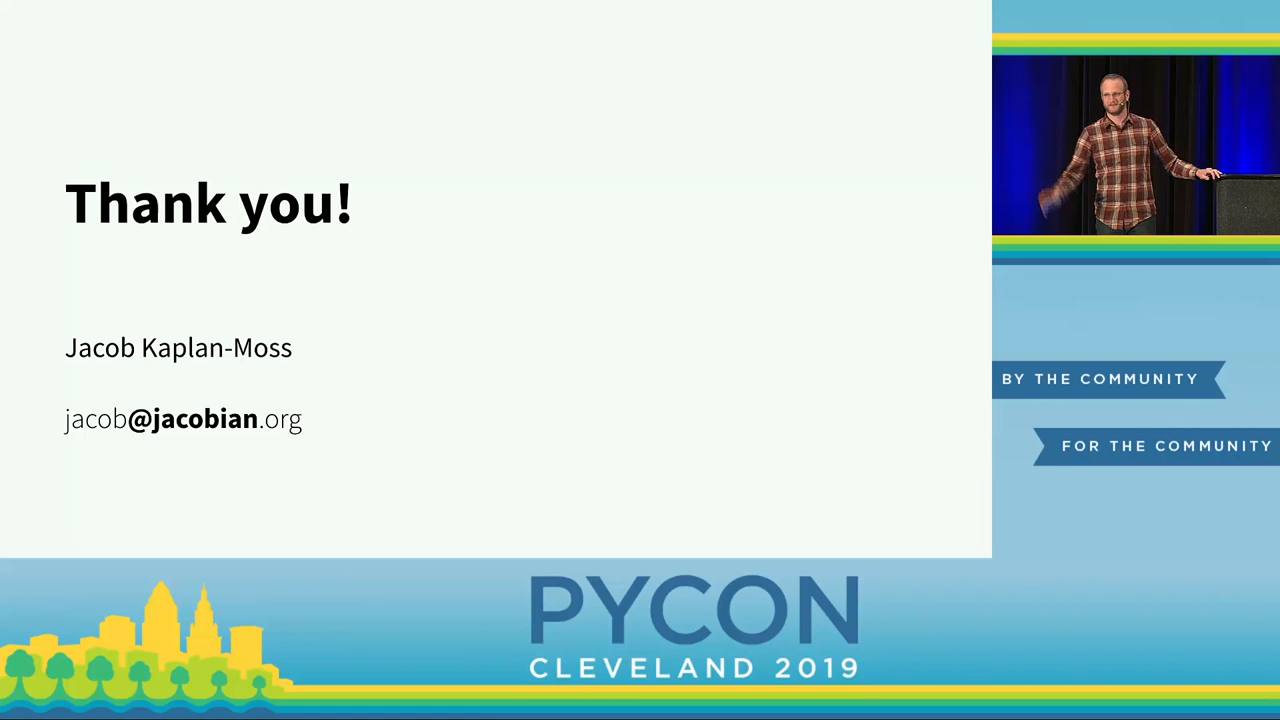 Thank you!
Jacob Kaplan-Moss
jacob@jacobian.org
BY THE COMMUNITY
FOR THE COMMUNITY
PYCON
CLEVELAND 2019